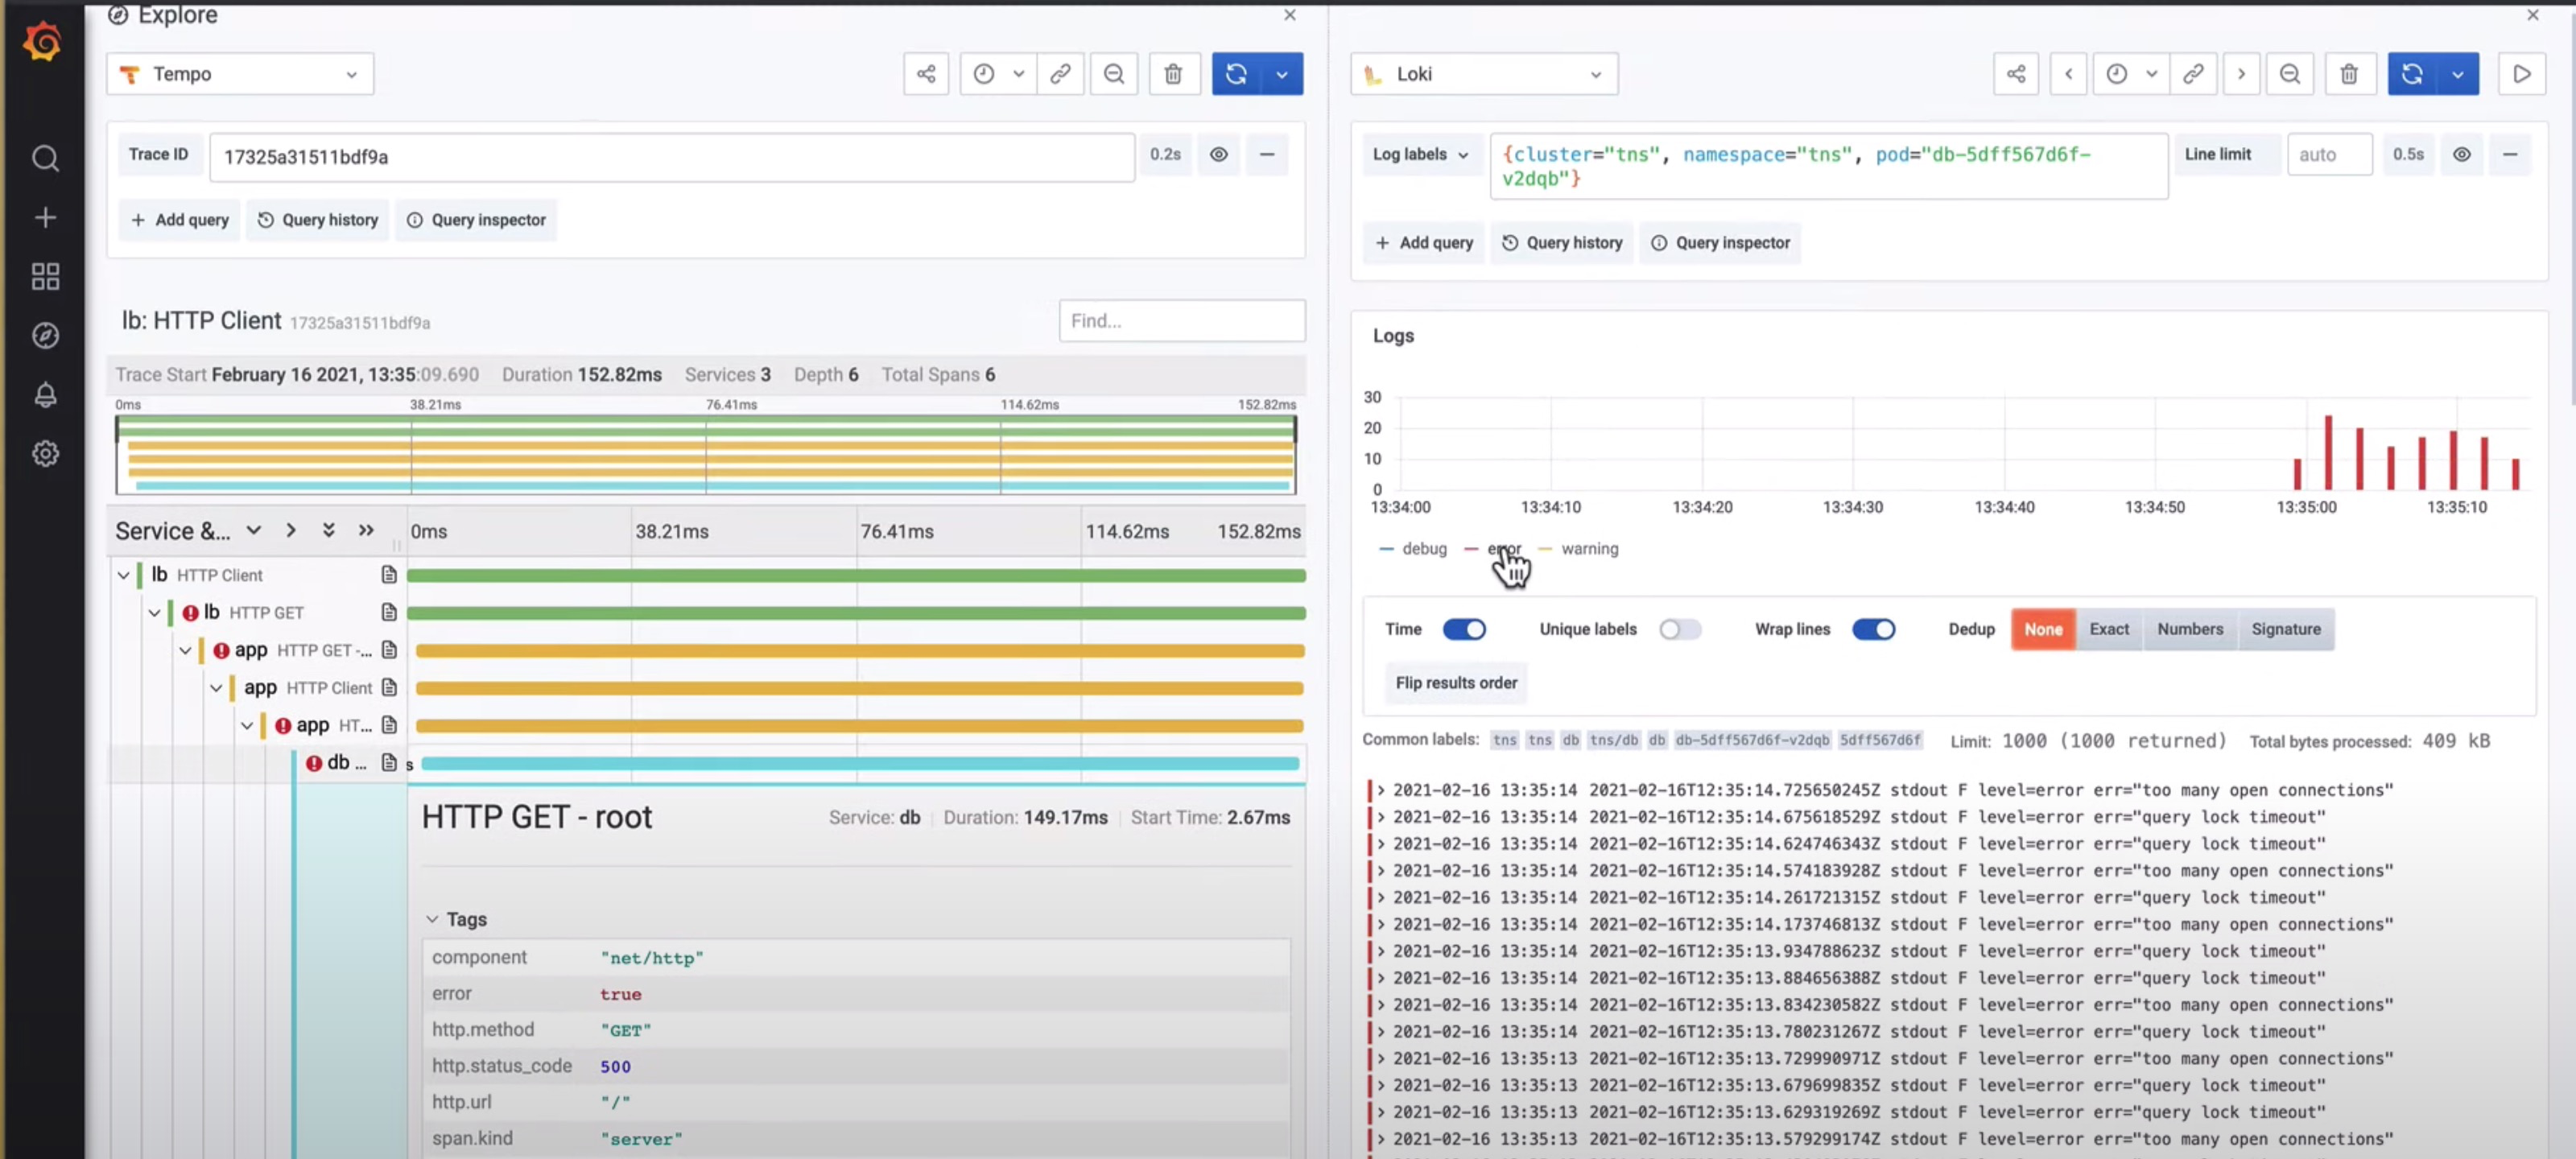 Explore
Tempo
Trace ID 17325a31511bdf9a 0.2s
Add query Query history Query inspector
lb: HTTP Client 17325a31511bdf9a Find...
Trace Start February 16 2021, 13:35:09.690 Duration 152.82ms Services 3 Depth 6 Total Spans 6
0ms 38.21ms 76.41ms 114.62ms 152.82ms
Service &... 0ms 38.21ms 76.41ms 114.62ms 152.82ms
lb HTTP Client
lb HTTP GET
app HTTP GET -...
app HTTP Client
app HT...
db ... s
HTTP GET - root Service: db Duration: 149.17ms Start Time: 2.67ms
Tags
component "net/http"
error true
http.method "GET"
http.status_code 500
http.url "/"
span.kind "server"
Loki
Log labels {cluster="tns", namespace="tns", pod="db-5dff567d6f-
v2dqb"} Line limit auto 0.5s
Add query Query history Query inspector
Logs
30
20
10
0
13:34:00 13:34:10 13:34:20 13:34:30 13:34:40 13:34:50 13:35:00 13:35:10
debug error warning
Time Unique labels Wrap lines Dedup None Exact Numbers Signature
Flip results order
Common labels: tns tns db tns/db db db-5dff567d6f-v2dqb 5dff567d6f Limit: 1000 (1000 returned) Total bytes processed: 409 kB
> 2021-02-16 13:35:14 2021-02-16T12:35:14.725650245Z stdout F level=error err="too many open connections"
> 2021-02-16 13:35:14 2021-02-16T12:35:14.675618529Z stdout F level=error err="query lock timeout"
> 2021-02-16 13:35:14 2021-02-16T12:35:14.624746343Z stdout F level=error err="query lock timeout"
> 2021-02-16 13:35:14 2021-02-16T12:35:14.574183928Z stdout F level=error err="too many open connections"
> 2021-02-16 13:35:14 2021-02-16T12:35:14.261721315Z stdout F level=error err="query lock timeout"
> 2021-02-16 13:35:14 2021-02-16T12:35:14.173746813Z stdout F level=error err="too many open connections"
> 2021-02-16 13:35:14 2021-02-16T12:35:13.934788623Z stdout F level=error err="query lock timeout"
> 2021-02-16 13:35:14 2021-02-16T12:35:13.884656388Z stdout F level=error err="query lock timeout"
> 2021-02-16 13:35:14 2021-02-16T12:35:13.834230582Z stdout F level=error err="too many open connections"
> 2021-02-16 13:35:14 2021-02-16T12:35:13.780231267Z stdout F level=error err="query lock timeout"
> 2021-02-16 13:35:13 2021-02-16T12:35:13.729990971Z stdout F level=error err="too many open connections"
> 2021-02-16 13:35:13 2021-02-16T12:35:13.679699835Z stdout F level=error err="query lock timeout"
> 2021-02-16 13:35:13 2021-02-16T12:35:13.629319269Z stdout F level=error err="query lock timeout"
> 2021-02-16 13:35:13 2021-02-16T12:35:13.579299174Z stdout F level=error err="too many open connections"